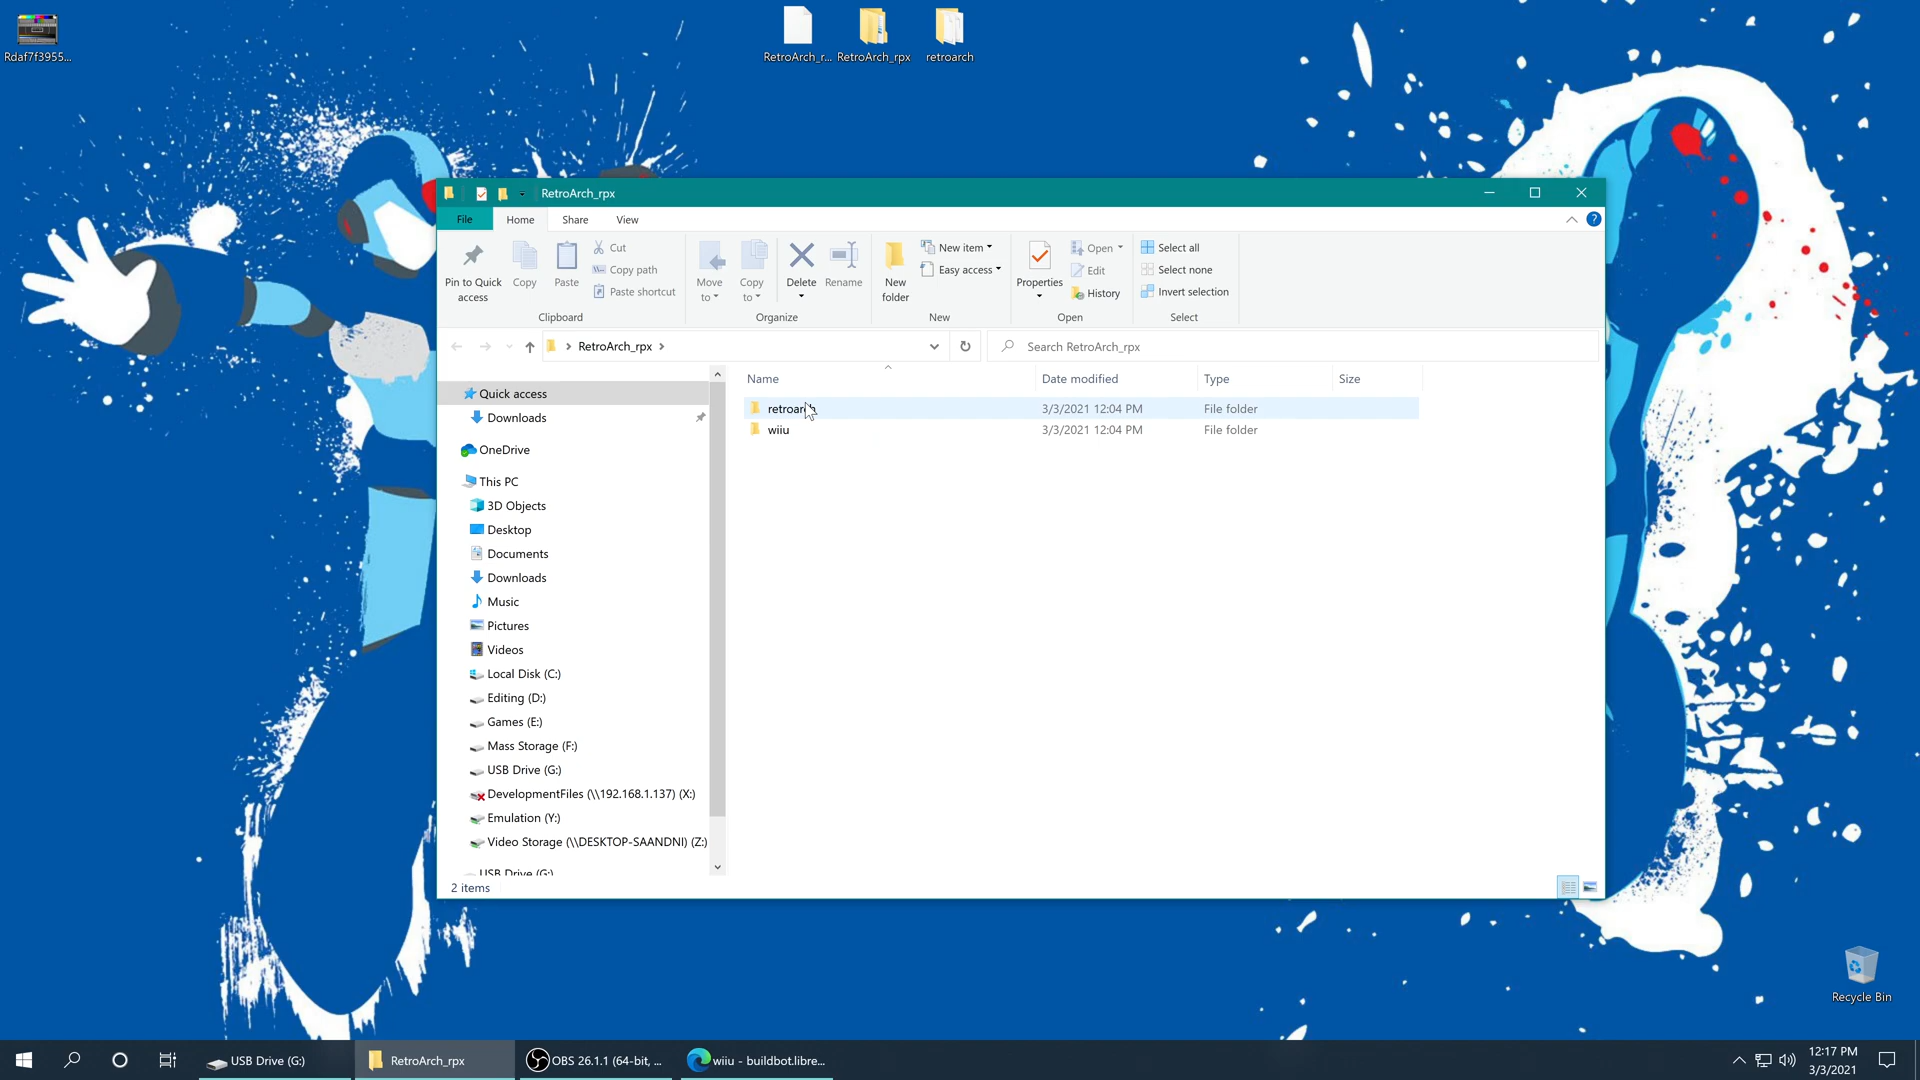 Rdaf7f3955...
RetroArch_r...
RetroArch_rpx
retroarch
RetroArch_rpx
File
Home
Share
View
Pin to Quick access
Copy
Paste
Cut
Copy path
Paste shortcut
Clipboard
Move to
Copy to
Delete
Rename
Organize
New folder
New item
Easy access
New
Properties
Open
Edit
History
Open
Select all
Select none
Invert selection
Select
RetroArch_rpx
Search RetroArch_rpx
Name
Date modified
Type
Size
retroarch 3/3/2021 12:04 PM File folder
wiiu 3/3/2021 12:04 PM File folder
Quick access
Downloads
OneDrive
This PC
3D Objects
Desktop
Documents
Downloads
Music
Pictures
Videos
Local Disk (C:)
Editing (D:)
Games (E:)
Mass Storage (F:)
USB Drive (G:)
DevelopmentFiles (\\192.168.1.137) (X:)
Emulation (Y:)
Video Storage (\\DESKTOP-SAANDNI) (Z:)
USB Drive (G:)
2 items
Recycle Bin
USB Drive (G:)
RetroArch_rpx
OBS 26.1.1 (64-bit, ...
wiiu - buildbot.libre...
12:17 PM
3/3/2021